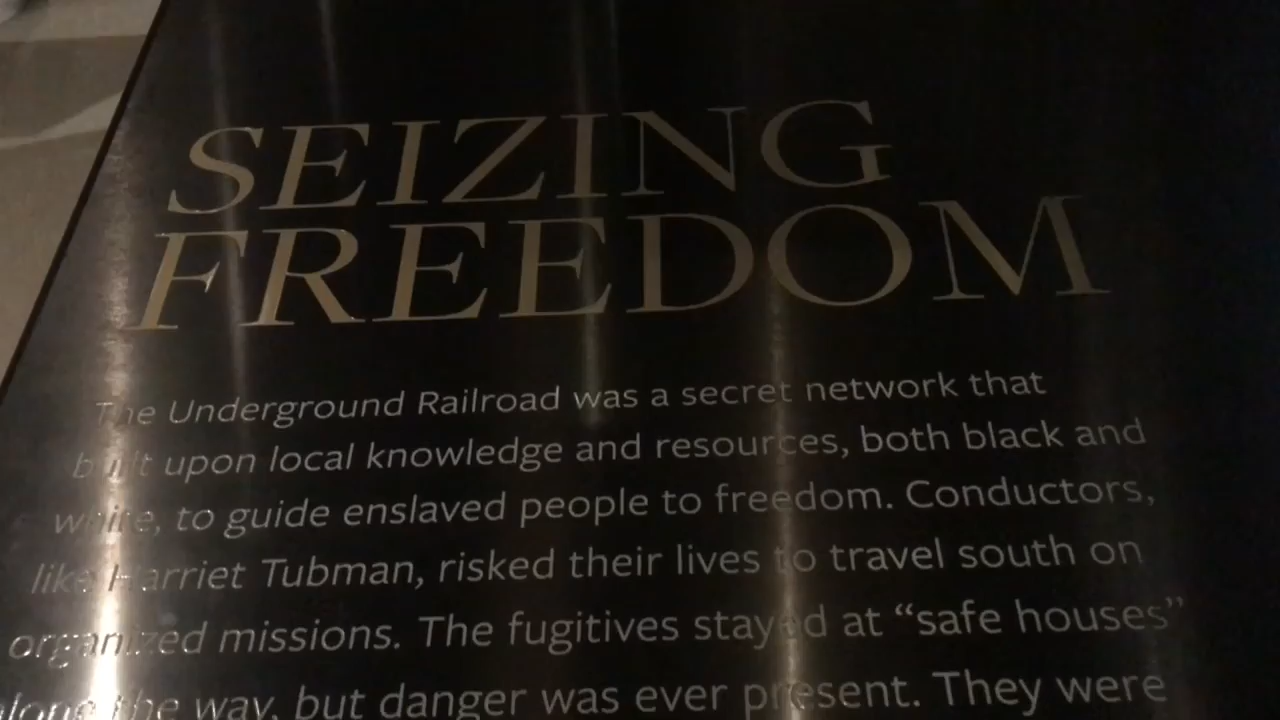 SEIZING
FREEDOM
The Underground Railroad was a secret network that
built upon local knowledge and resources, both black and
white, to guide enslaved people to freedom. Conductors,
like Harriet Tubman, risked their lives to travel south on
organized missions. The fugitives stayed at “safe houses”
along the way, but danger was ever present. They were